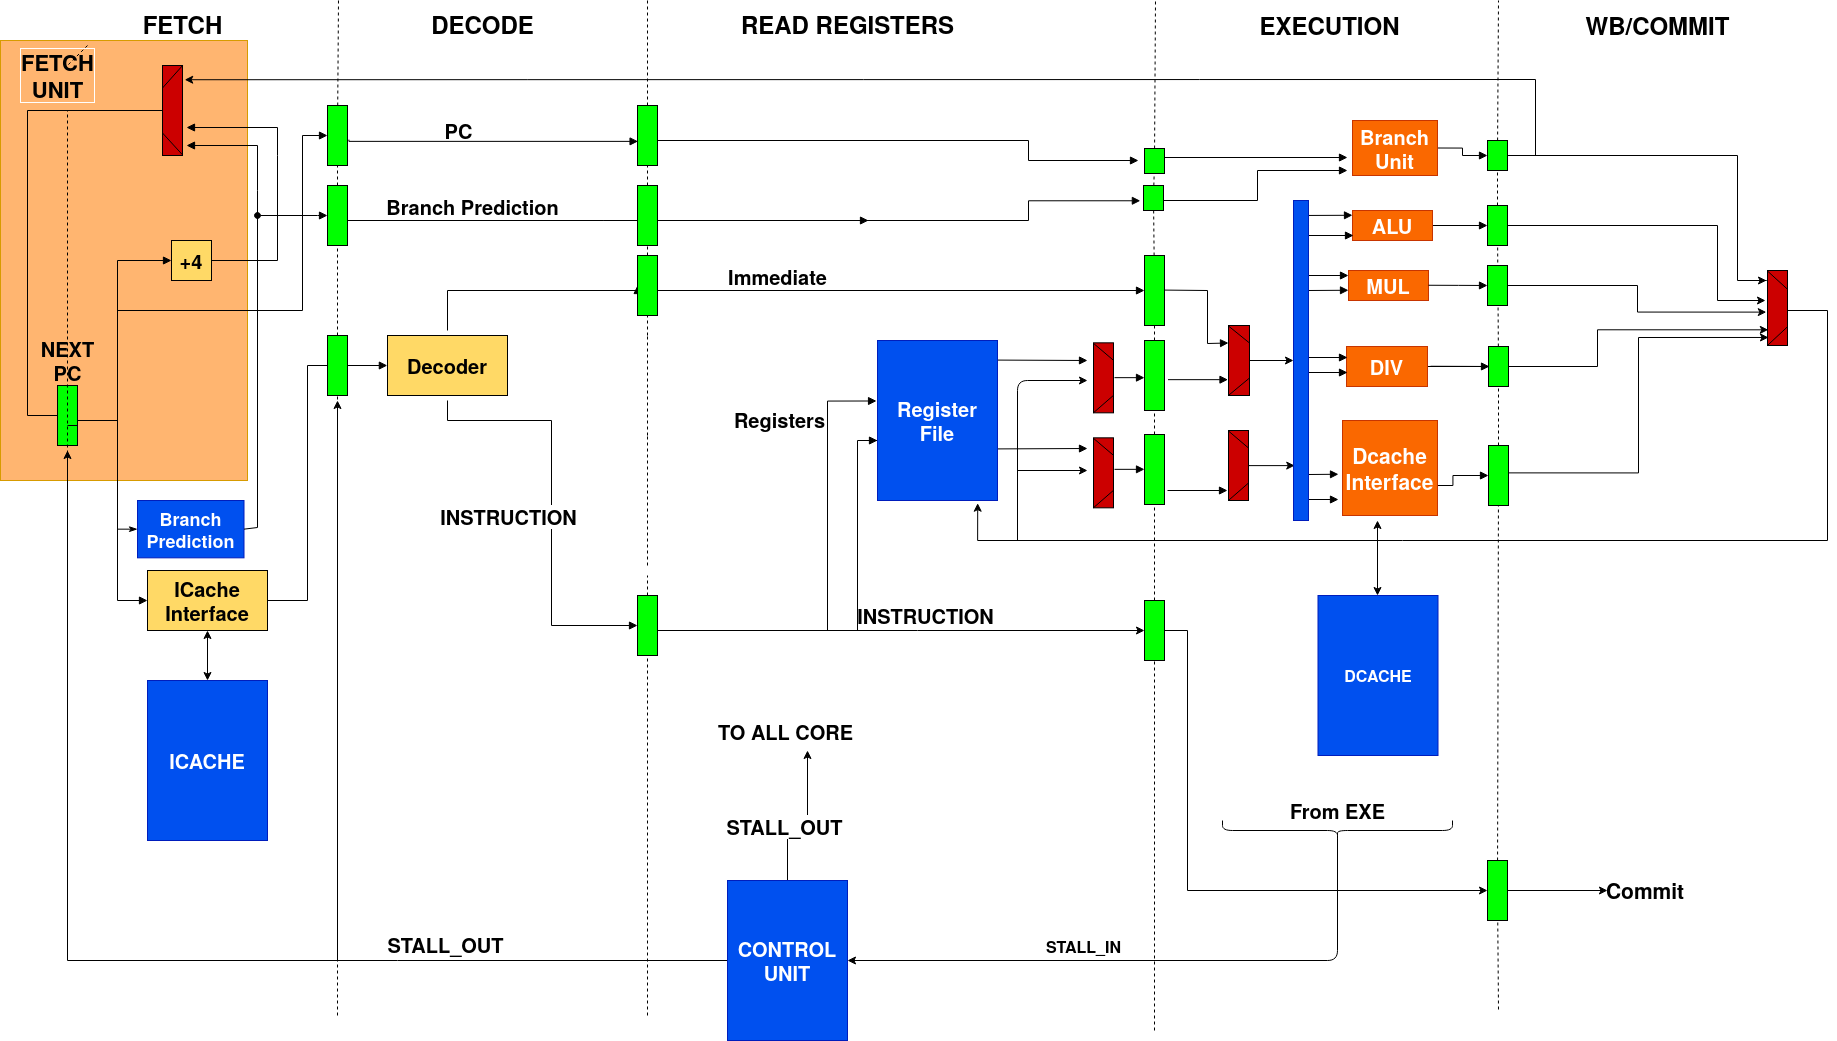 FETCH
DECODE
READ REGISTERS
EXECUTION
WB/COMMIT
FETCH
UNIT
PC
Branch
Unit
Branch Prediction
ALU
+4
Immediate
MUL
NEXT
PC
Decoder
DIV
Registers
Register
File
Dcache
Interface
Branch
Prediction
INSTRUCTION
ICache
Interface
INSTRUCTION
DCACHE
ICACHE
TO ALL CORE
STALL_OUT
From EXE
Commit
STALL_OUT
CONTROL
UNIT
STALL_IN